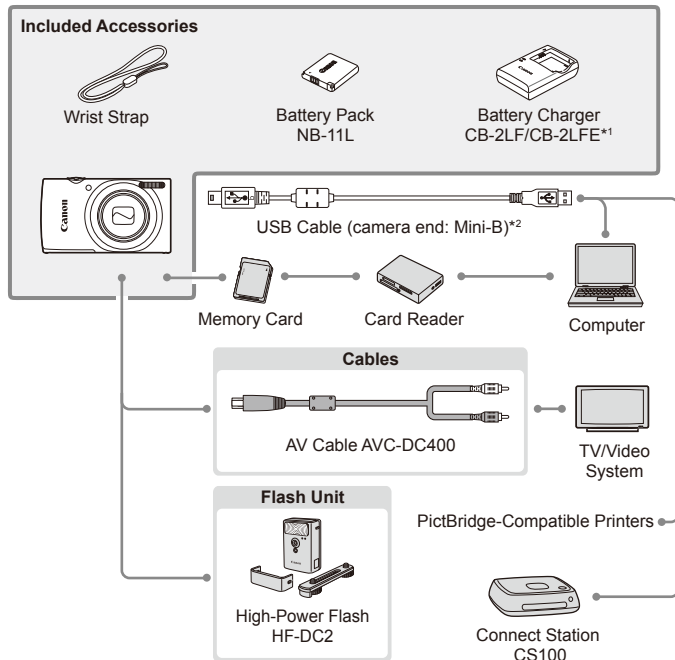 Included Accessories
Wrist Strap
Battery Pack
NB-11L
Battery Charger
CB-2LF/CB-2LFE*1
Canon
USB Cable (camera end: Mini-B)*2
Memory Card
Card Reader
Computer
Cables
AV Cable AVC-DC400
TV/Video
System
Flash Unit
High-Power Flash
HF-DC2
PictBridge-Compatible Printers
Connect Station
CS100